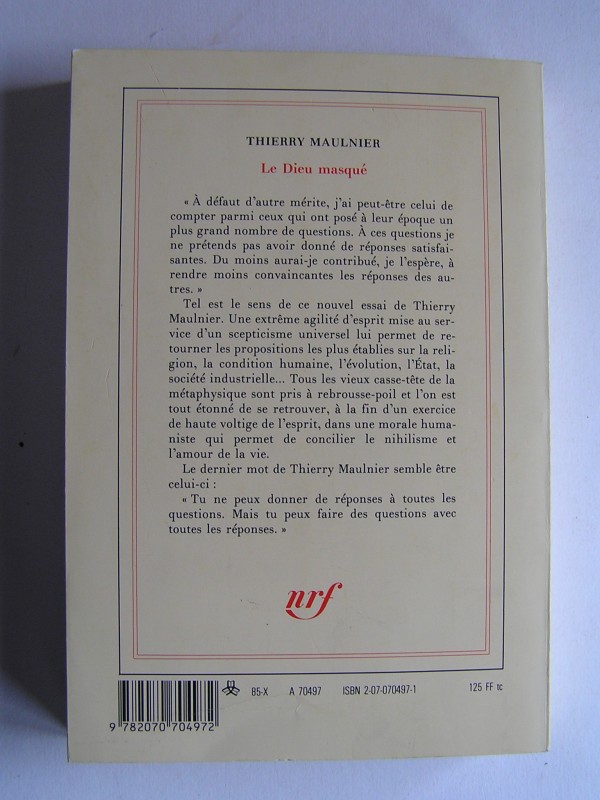 THIERRY MAULNIER
Le Dieu masqué
« À défaut d'autre mérite, j'ai peut-être celui de
compter parmi ceux qui ont posé à leur époque un
plus grand nombre de questions. À ces questions je
ne prétends pas avoir donné de réponses satisfai-
santes. Du moins aurai-je contribué, je l'espère, à
rendre moins convaincantes les réponses des au-
tres. »
Tel est le sens de ce nouvel essai de Thierry
Maulnier. Une extrême agilité d'esprit mise au ser-
vice d'un scepticisme universel lui permet de re-
tourner les propositions les plus établies sur la reli-
gion, la condition humaine, l'évolution, l'État, la
société industrielle... Tous les vieux casse-tête de la
métaphysique sont pris à rebrousse-poil et l'on est
tout étonné de se retrouver, à la fin d'un exercice
de haute voltige de l'esprit, dans une morale huma-
niste qui permet de concilier le nihilisme et
l'amour de la vie.
Le dernier mot de Thierry Maulnier semble être
celui-ci :
« Tu ne peux donner de réponses à toutes les
questions. Mais tu peux faire des questions avec
toutes les réponses. »
nrf
85-X A 70497 ISBN 2-07-070497-1 125 FF tc
9 782070 704972